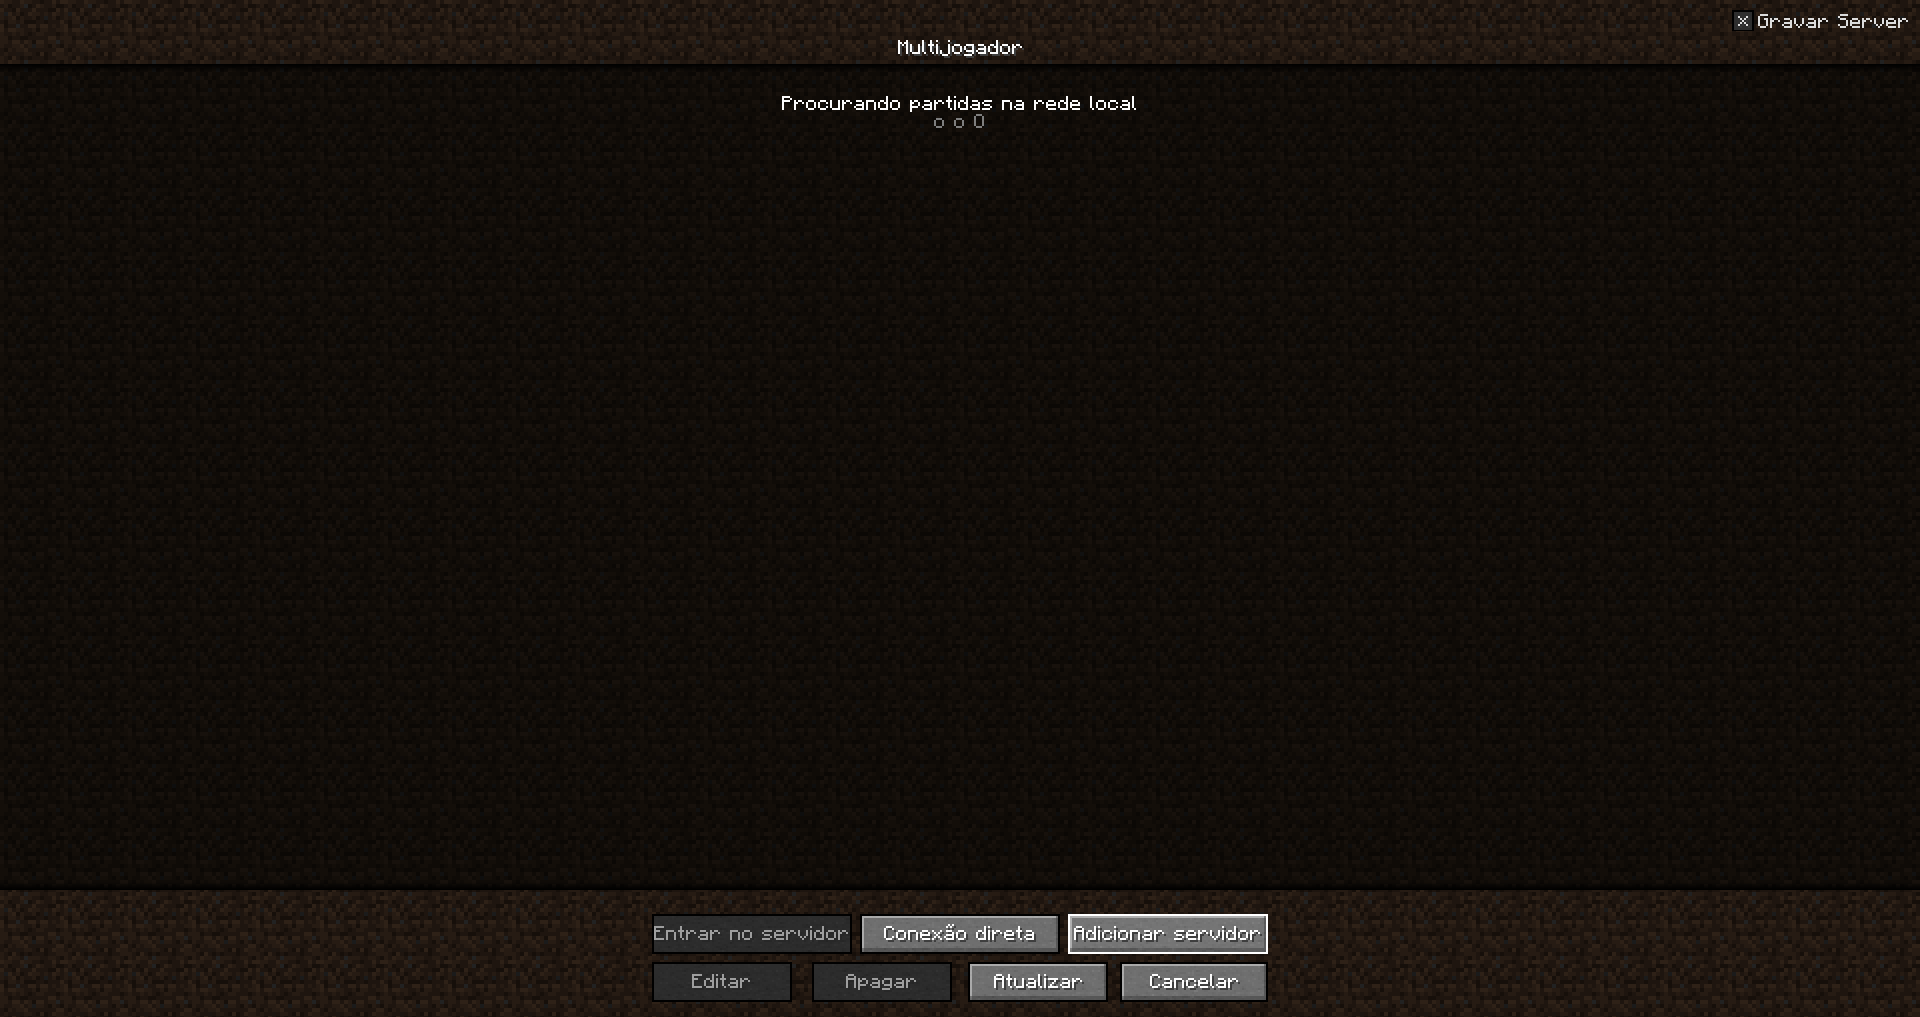 Gravar Server
Multijogador
Procurando partidas na rede local
o o O
Entrar no servidor
Conexão direta
Adicionar servidor
Editar
Apagar
Atualizar
Cancelar